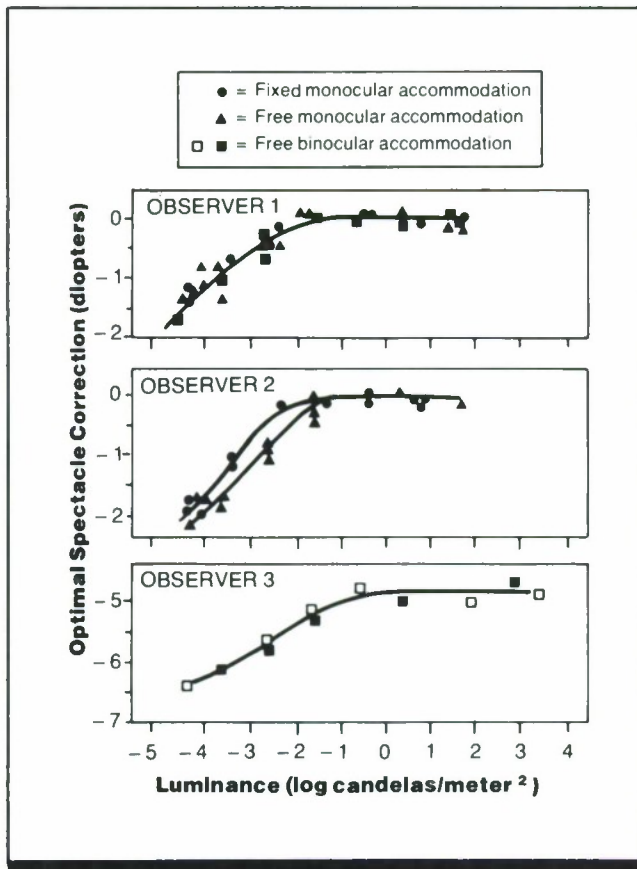 ● = Fixed monocular accommodation
▲ = Free monocular accommodation
□ ■ = Free binocular accommodation
OBSERVER 1
0
−1
−2
OBSERVER 2
0
−1
−2
OBSERVER 3
−5
−6
−7
−5 −4 −3 −2 −1 0 1 2 3 4
Optimal Spectacle Correction (diopters)
Luminance (log candelas/meter ²)